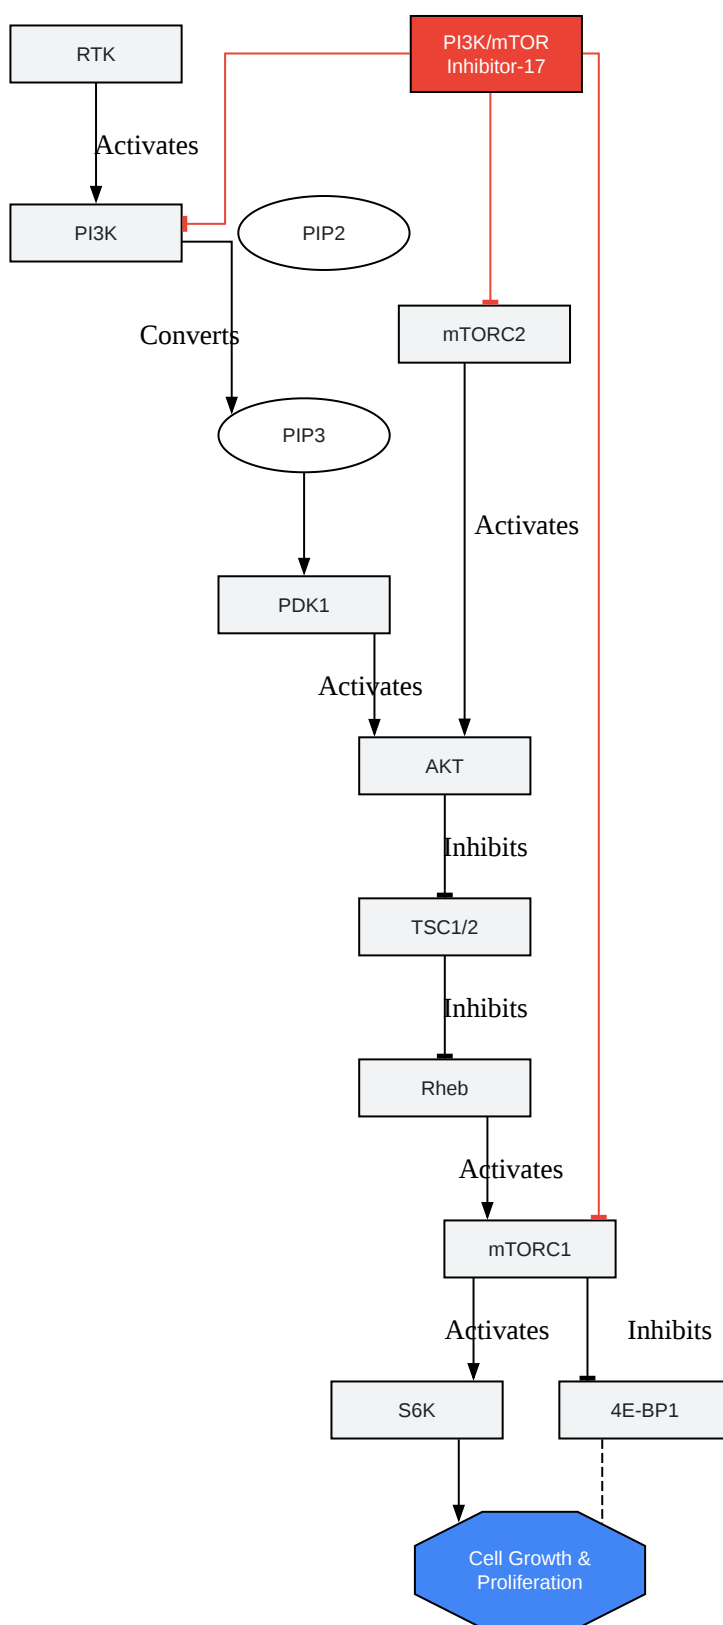 RTK
PI3K/mTOR
Inhibitor-17
Activates
PI3K
PIP2
Converts
mTORC2
PIP3
Activates
PDK1
Activates
AKT
Inhibits
TSC1/2
Inhibits
Rheb
Activates
mTORC1
Activates
Inhibits
S6K
4E-BP1
Cell Growth &
Proliferation